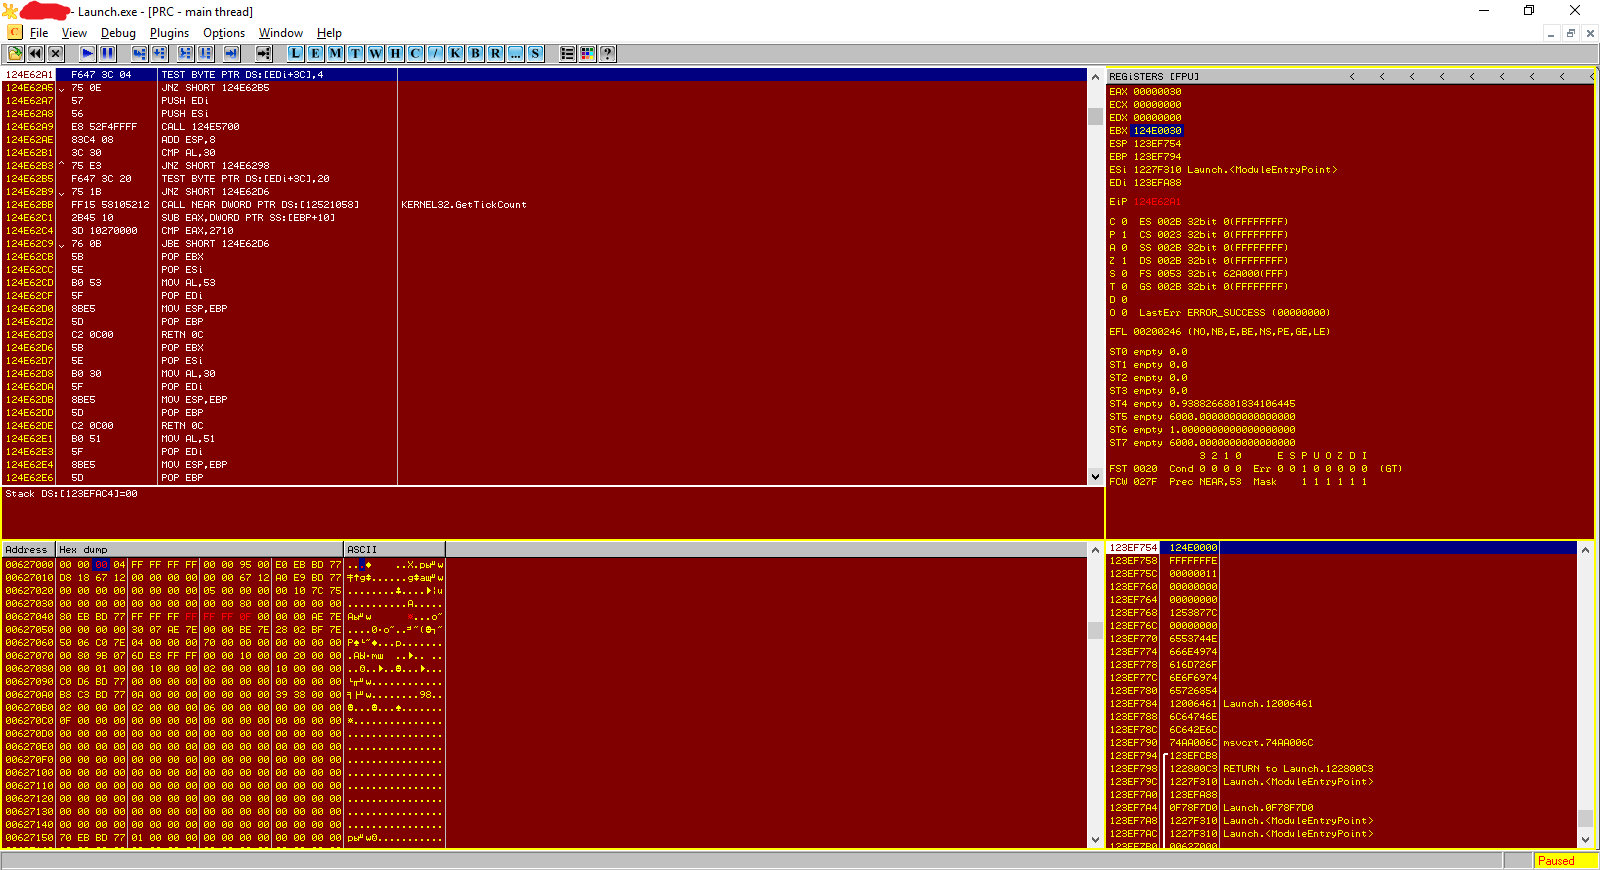 - Launch.exe - [PRC - main thread]
C File View Debug Plugins Options Window Help
L E M T W H C / K B R ... S ?
124E62A1 F647 3C 04 TEST BYTE PTR DS:[EDi+3C],4
124E62A5 75 0E JNZ SHORT 124E62B5
124E62A7 57 PUSH EDi
124E62A8 56 PUSH ESi
124E62A9 E8 52F4FFFF CALL 124E5700
124E62AE 83C4 08 ADD ESP,8
124E62B1 3C 30 CMP AL,30
124E62B3 ^ 75 E3 JNZ SHORT 124E6298
124E62B5 F647 3C 20 TEST BYTE PTR DS:[EDi+3C],20
124E62B9 75 1B JNZ SHORT 124E62D6
124E62BB FF15 58105212 CALL NEAR DWORD PTR DS:[12521058] KERNEL32.GetTickCount
124E62C1 2B45 10 SUB EAX,DWORD PTR SS:[EBP+10]
124E62C4 3D 10270000 CMP EAX,2710
124E62C9 76 0B JBE SHORT 124E62D6
124E62CB 5B POP EBX
124E62CC 5E POP ESi
124E62CD B0 53 MOV AL,53
124E62CF 5F POP EDi
124E62D0 8BE5 MOV ESP,EBP
124E62D2 5D POP EBP
124E62D3 C2 0C00 RETN 0C
124E62D6 5B POP EBX
124E62D7 5E POP ESi
124E62D8 B0 30 MOV AL,30
124E62DA 5F POP EDi
124E62DB 8BE5 MOV ESP,EBP
124E62DD 5D POP EBP
124E62DE C2 0C00 RETN 0C
124E62E1 B0 51 MOV AL,51
124E62E3 5F POP EDi
124E62E4 8BE5 MOV ESP,EBP
124E62E6 5D POP EBP
Stack DS:[123EFAC4]=00
REGiSTERS [FPU] < < < < < < < < <
EAX 00000030
ECX 00000000
EDX 00000000
EBX 124E0030
ESP 123EF754
EBP 123EF794
ESi 1227F310 Launch.<ModuleEntryPoint>
EDi 123EFA88
EiP 124E62A1
C 0 ES 002B 32bit 0(FFFFFFFF)
P 1 CS 0023 32bit 0(FFFFFFFF)
A 0 SS 002B 32bit 0(FFFFFFFF)
Z 1 DS 002B 32bit 0(FFFFFFFF)
S 0 FS 0053 32bit 62A000(FFF)
T 0 GS 002B 32bit 0(FFFFFFFF)
D 0
O 0 LastErr ERROR_SUCCESS (00000000)
EFL 00200246 (NO,NB,E,BE,NS,PE,GE,LE)
ST0 empty 0.0
ST1 empty 0.0
ST2 empty 0.0
ST3 empty 0.0
ST4 empty 0.9388266801834106445
ST5 empty 6000.0000000000000000
ST6 empty 1.0000000000000000000
ST7 empty 6000.0000000000000000
3 2 1 0 E S P U O Z D I
FST 0020 Cond 0 0 0 0 Err 0 0 1 0 0 0 0 0 (GT)
FCW 027F Prec NEAR,53 Mask 1 1 1 1 1 1
Address Hex dump ASCII
00627000 00 00 00 04 FF FF FF FF 00 00 95 00 E0 EB BD 77
00627010 D8 18 67 12 00 00 00 00 00 00 67 12 A0 E9 BD 77
00627020 00 00 00 00 00 00 00 00 05 00 00 00 00 10 7C 75
00627030 00 00 00 00 00 00 00 00 00 80 00 00 00 00 00 00
00627040 80 EB BD 77 FF FF FF FF FF FF 0F 00 00 00 AE 7E
00627050 00 00 00 00 30 07 AE 7E 00 00 BE 7E 28 02 BF 7E
00627060 50 06 C0 7E 04 00 00 00 70 00 00 00 00 00 00 00
00627070 00 80 9B 07 6D E8 FF FF 00 00 10 00 00 20 00 00
00627080 00 00 01 00 00 10 00 00 02 00 00 00 10 00 00 00
00627090 C0 D6 BD 77 00 00 00 00 00 00 00 00 00 00 00 00
006270A0 B8 C3 BD 77 0A 00 00 00 00 00 00 00 39 38 00 00
006270B0 02 00 00 00 02 00 00 00 06 00 00 00 00 00 00 00
006270C0 0F 00 00 00 00 00 00 00 00 00 00 00 00 00 00 00
006270D0 00 00 00 00 00 00 00 00 00 00 00 00 00 00 00 00
006270E0 00 00 00 00 00 00 00 00 00 00 00 00 00 00 00 00
006270F0 00 00 00 00 00 00 00 00 00 00 00 00 00 00 00 00
00627100 00 00 00 00 00 00 00 00 00 00 00 00 00 00 00 00
00627110 00 00 00 00 00 00 00 00 00 00 00 00 00 00 00 00
00627120 00 00 00 00 00 00 00 00 00 00 00 00 00 00 00 00
00627130 00 00 00 00 00 00 00 00 00 00 00 00 00 00 00 00
00627140 00 00 00 00 00 00 00 00 00 00 00 00 00 00 00 00
00627150 70 EB BD 77 01 00 00 00 00 00 00 00 00 00 00 00
123EF754 124E0000
123EF758 FFFFFFFE
123EF75C 00000011
123EF760 00000000
123EF764 00000000
123EF768 1253877C
123EF76C 00000000
123EF770 6553744E
123EF774 666E4974
123EF778 616D726F
123EF77C 6E6F6974
123EF780 65726854
123EF784 12006461 Launch.12006461
123EF788 6C64746E
123EF78C 6C642E6C
123EF790 74AA006C msvcrt.74AA006C
123EF794 123EFCB8
123EF798 122800C3 RETURN to Launch.122800C3
123EF79C 1227F310 Launch.<ModuleEntryPoint>
123EF7A0 123EFA88
123EF7A4 0F78F7D0 Launch.0F78F7D0
123EF7A8 1227F310 Launch.<ModuleEntryPoint>
123EF7AC 1227F310 Launch.<ModuleEntryPoint>
123EF7B0 00627000
Paused